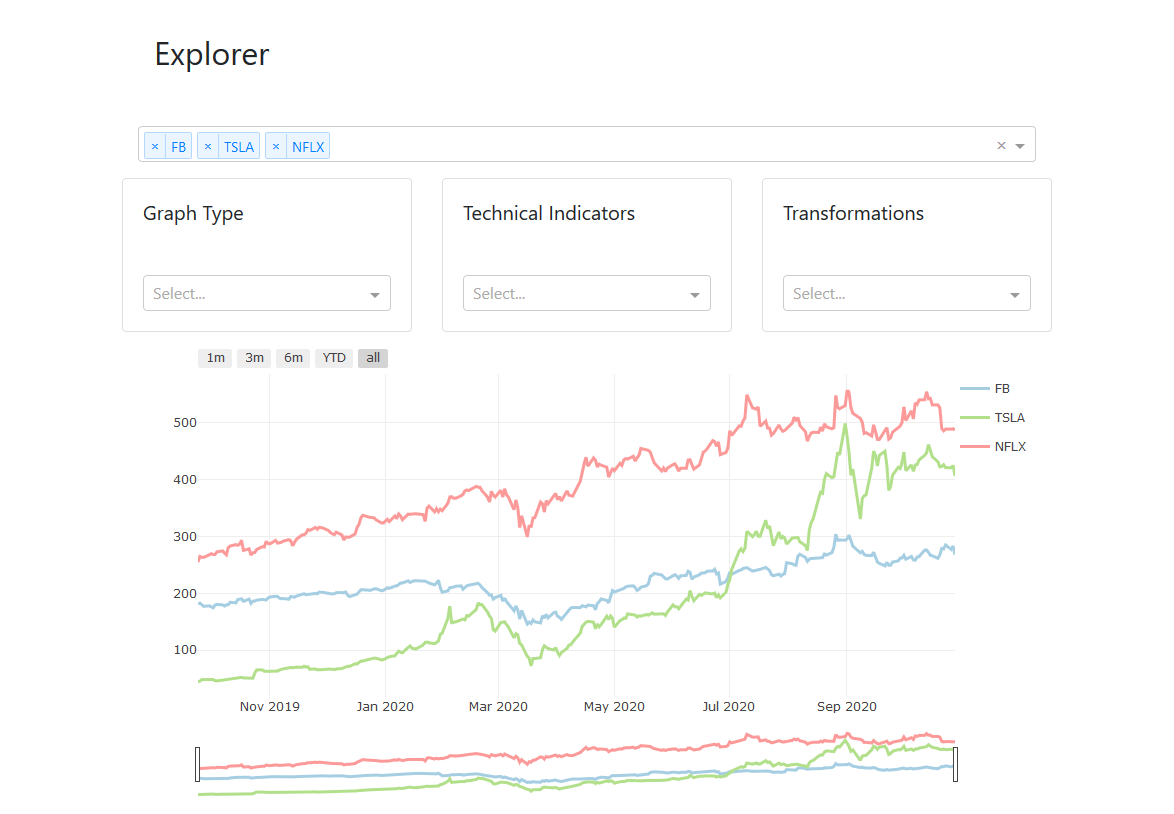 Explorer
× FB × TSLA × NFLX ×
Graph Type
Select...
Technical Indicators
Select...
Transformations
Select...
1m 3m 6m YTD all
FB
TSLA
NFLX
500
400
300
200
100
Nov 2019 Jan 2020 Mar 2020 May 2020 Jul 2020 Sep 2020